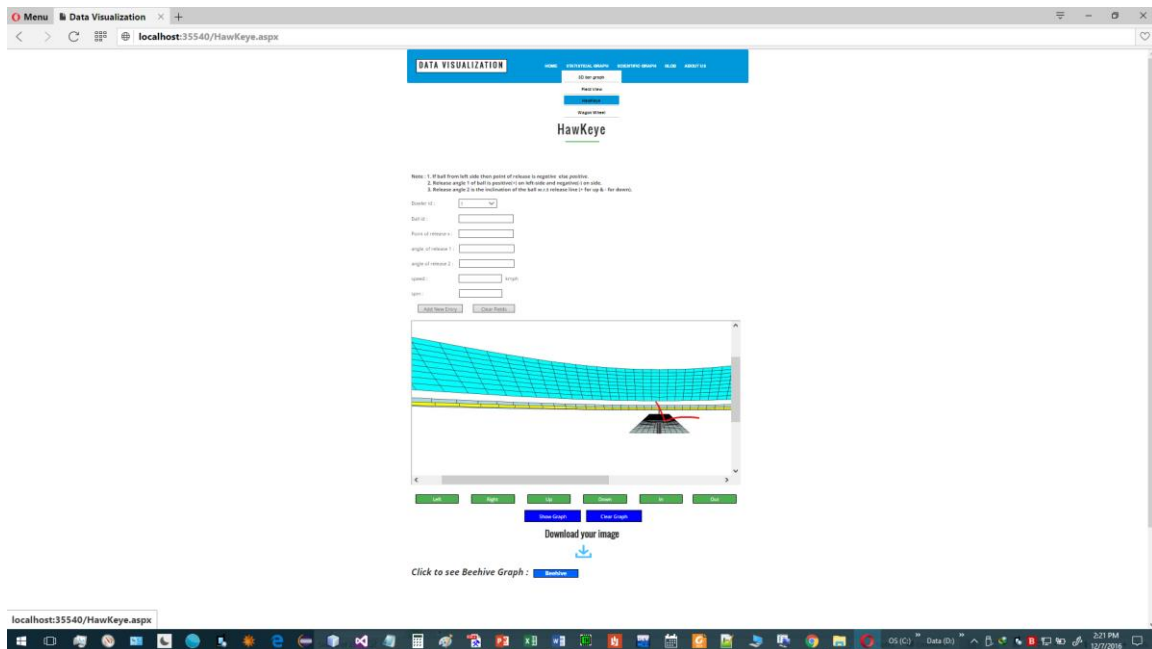 Menu
Data Visualization
localhost:35540/HawKeye.aspx
DATA VISUALIZATION
HOME STATISTICAL GRAPH SCIENTIFIC GRAPH BLOG ABOUT US
3D bar graph
Field View
HawKeye
Wagon Wheel
HawKeye
Note : 1. If ball from left side then point of release is negative else positive.
2. Release angle 1 of ball is positive(+) on left-side and negative(-) on side.
3. Release angle 2 is the inclination of the ball w.r.t release line (+ for up & - for down).
Bowler Id :
Ball id :
Point of release x :
angle of release 1 :
angle of release 2 :
speed : kmph
spin :
Add New Entry Clear Fields
Left Right Up Down In Out
Show Graph Clear Graph
Download your image
Click to see Beehive Graph : Beehive
localhost:35540/HawKeye.aspx
OS (C:) Data (D:)
2:21 PM
12/7/2016